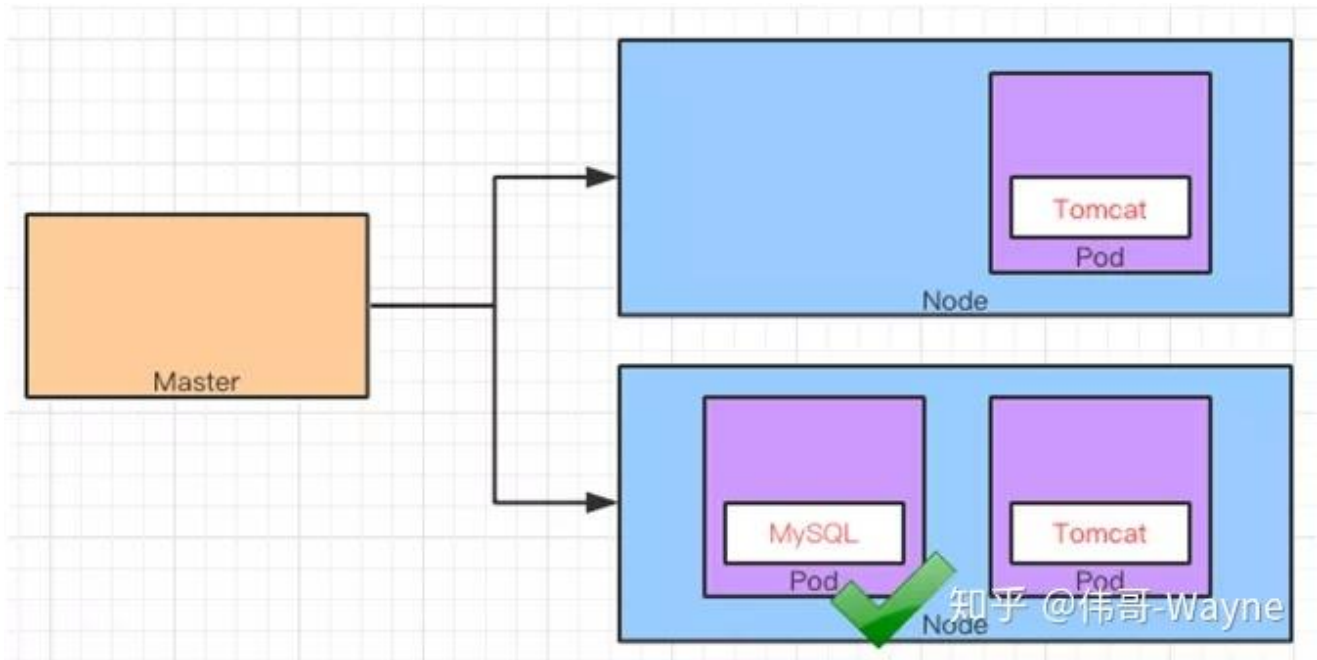 Tomcat
Pod
Node
Master
MySQL
Tomcat
Pod
Pod
Node
知乎 @伟哥-Wayne